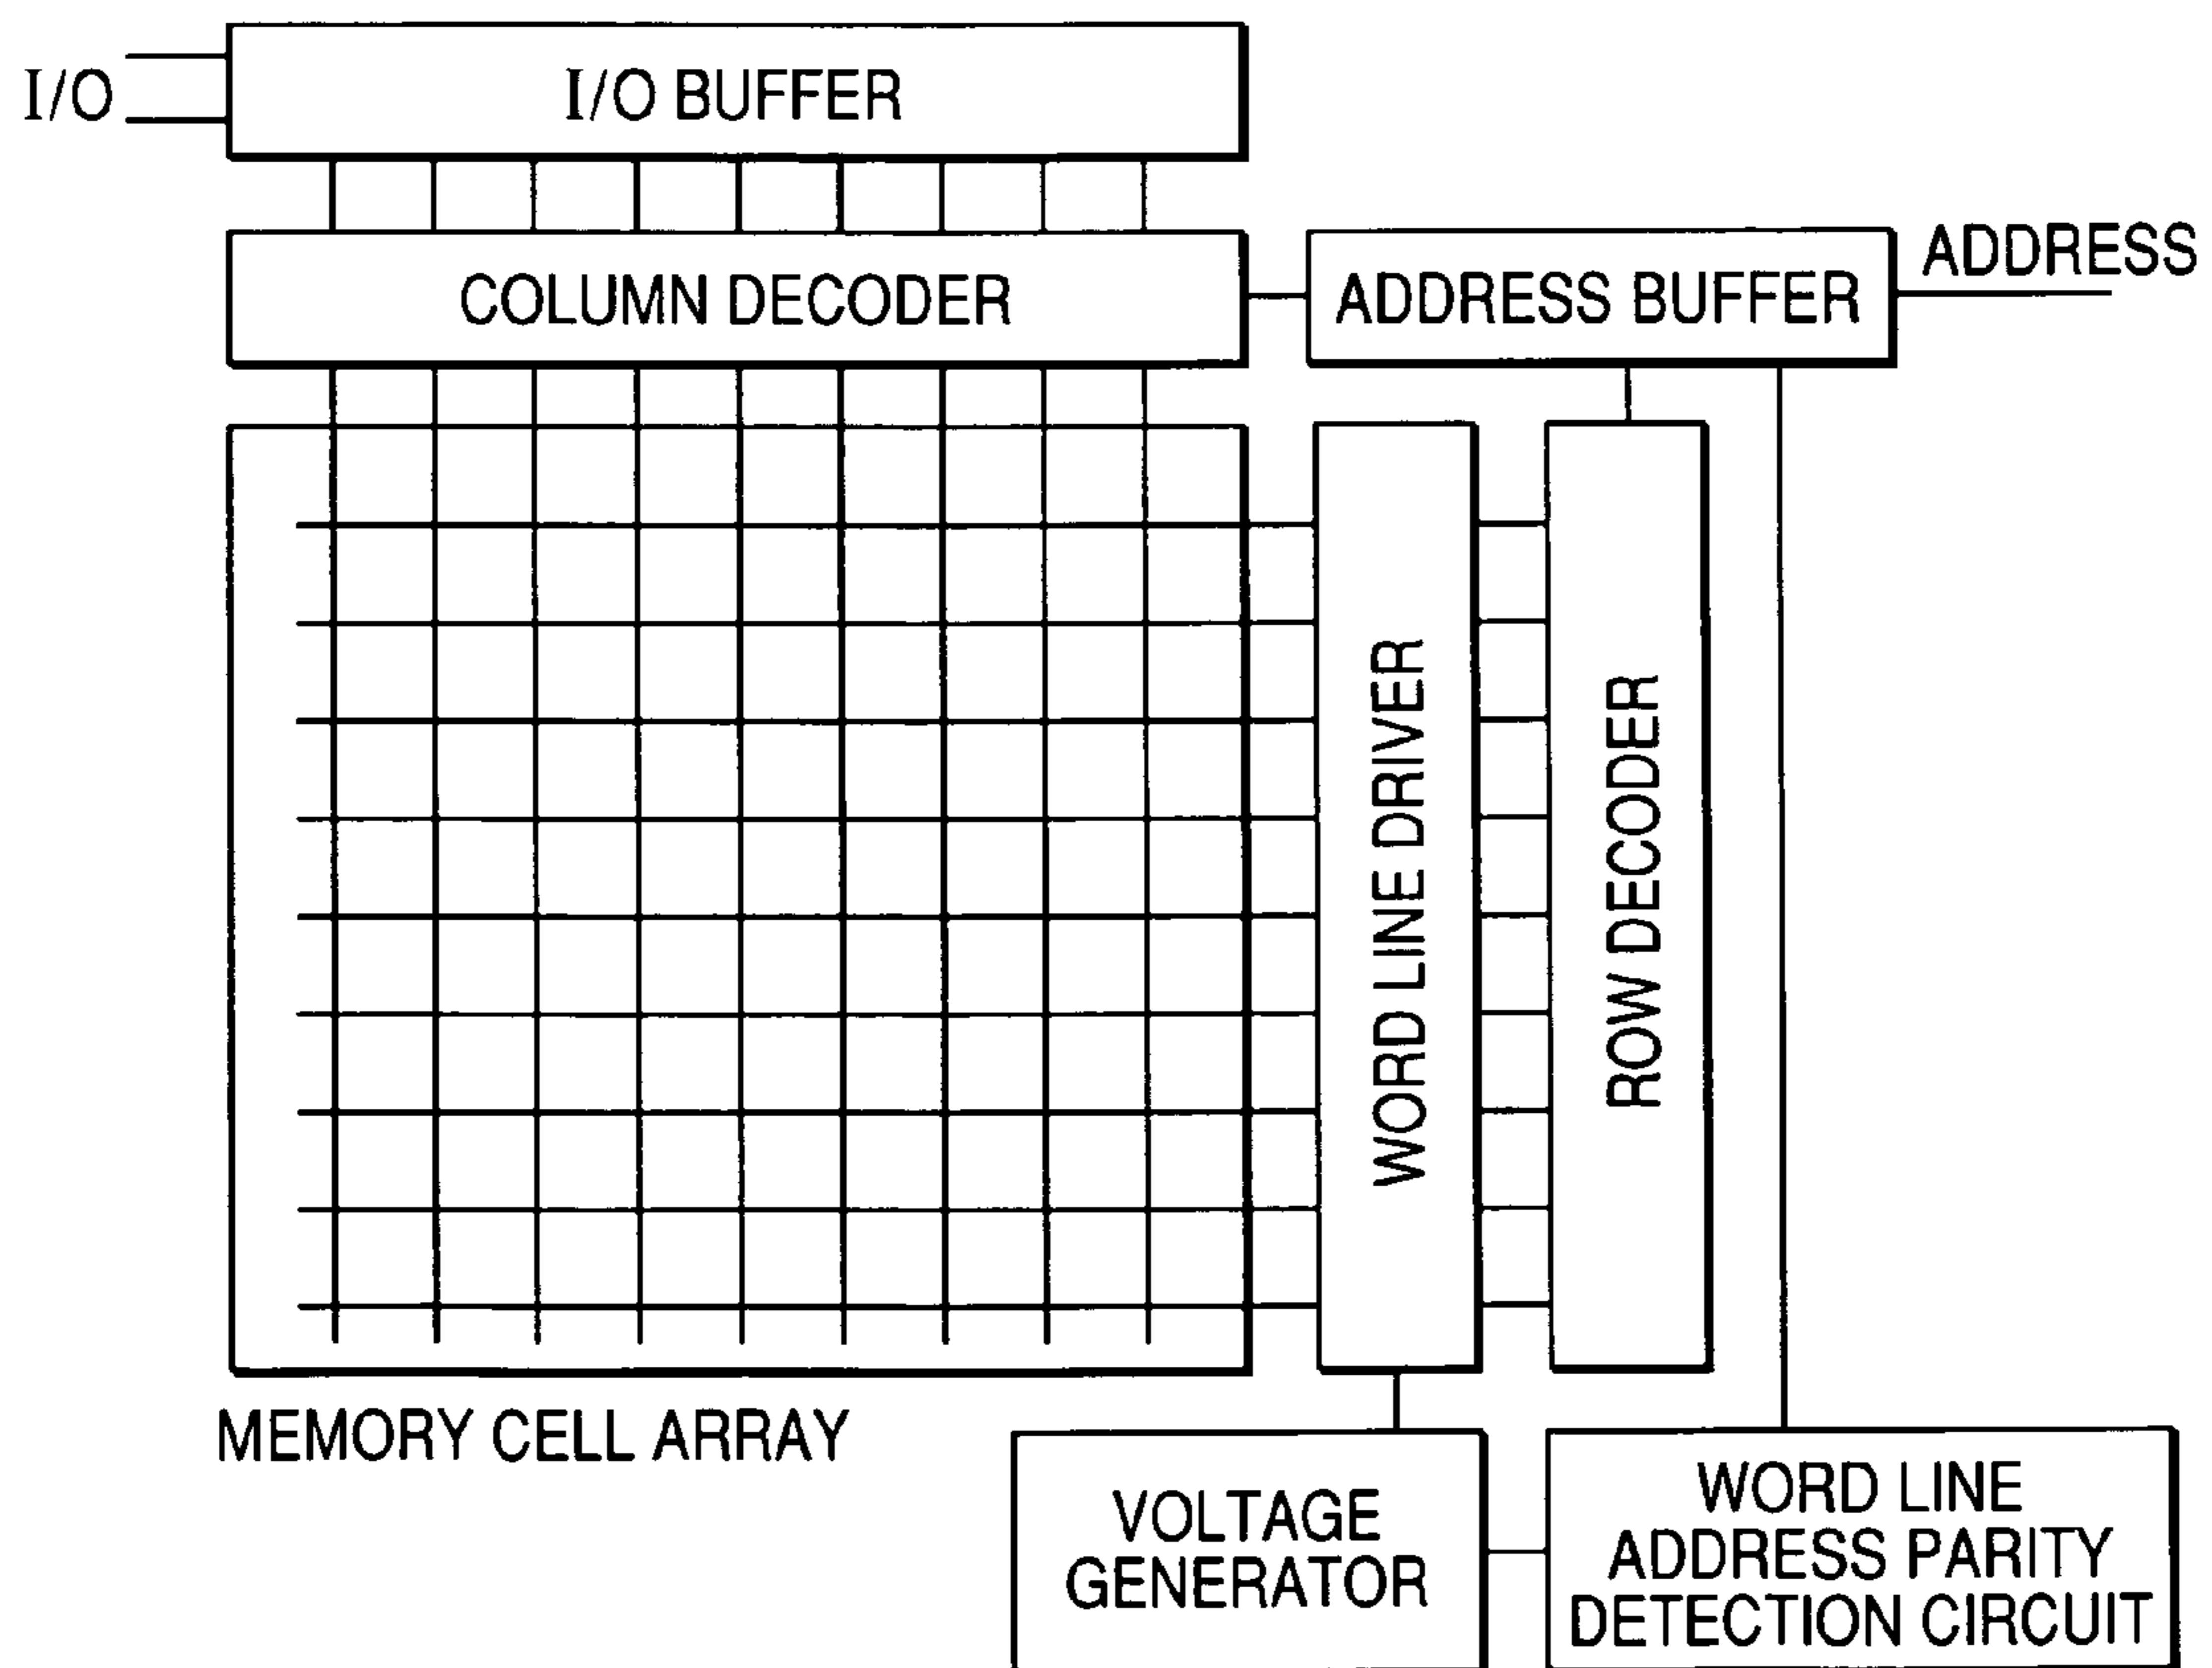 I/O
I/O BUFFER
COLUMN DECODER
ADDRESS BUFFER
ADDRESS
WORD LINE DRIVER
ROW DECODER
MEMORY CELL ARRAY
VOLTAGE
GENERATOR
WORD LINE
ADDRESS PARITY
DETECTION CIRCUIT